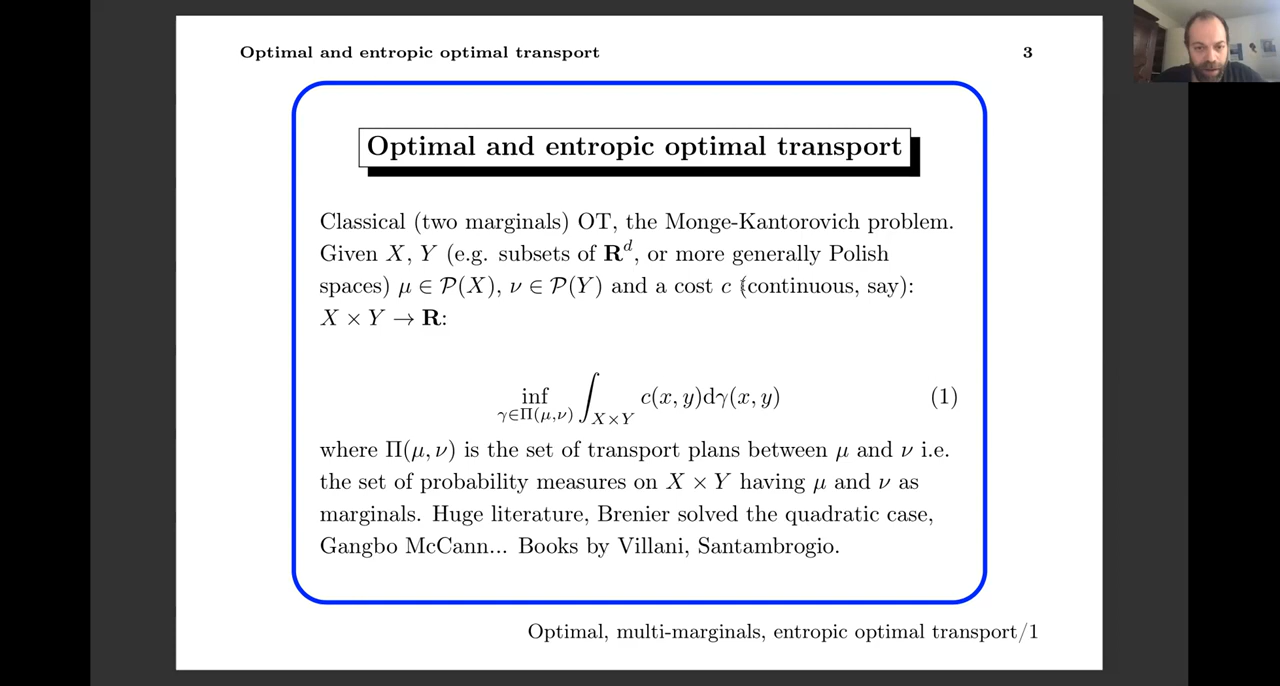 Optimal and entropic optimal transport 3
Optimal and entropic optimal transport
Classical (two marginals) OT, the Monge-Kantorovich problem.
Given X, Y (e.g. subsets of R^d, or more generally Polish
spaces) μ ∈ P(X), ν ∈ P(Y) and a cost c (continuous, say):
X × Y → R:
inf_{γ∈Π(μ,ν)} ∫_{X×Y} c(x, y)dγ(x, y) (1)
where Π(μ, ν) is the set of transport plans between μ and ν i.e.
the set of probability measures on X × Y having μ and ν as
marginals. Huge literature, Brenier solved the quadratic case,
Gangbo McCann... Books by Villani, Santambrogio.
Optimal, multi-marginals, entropic optimal transport/1